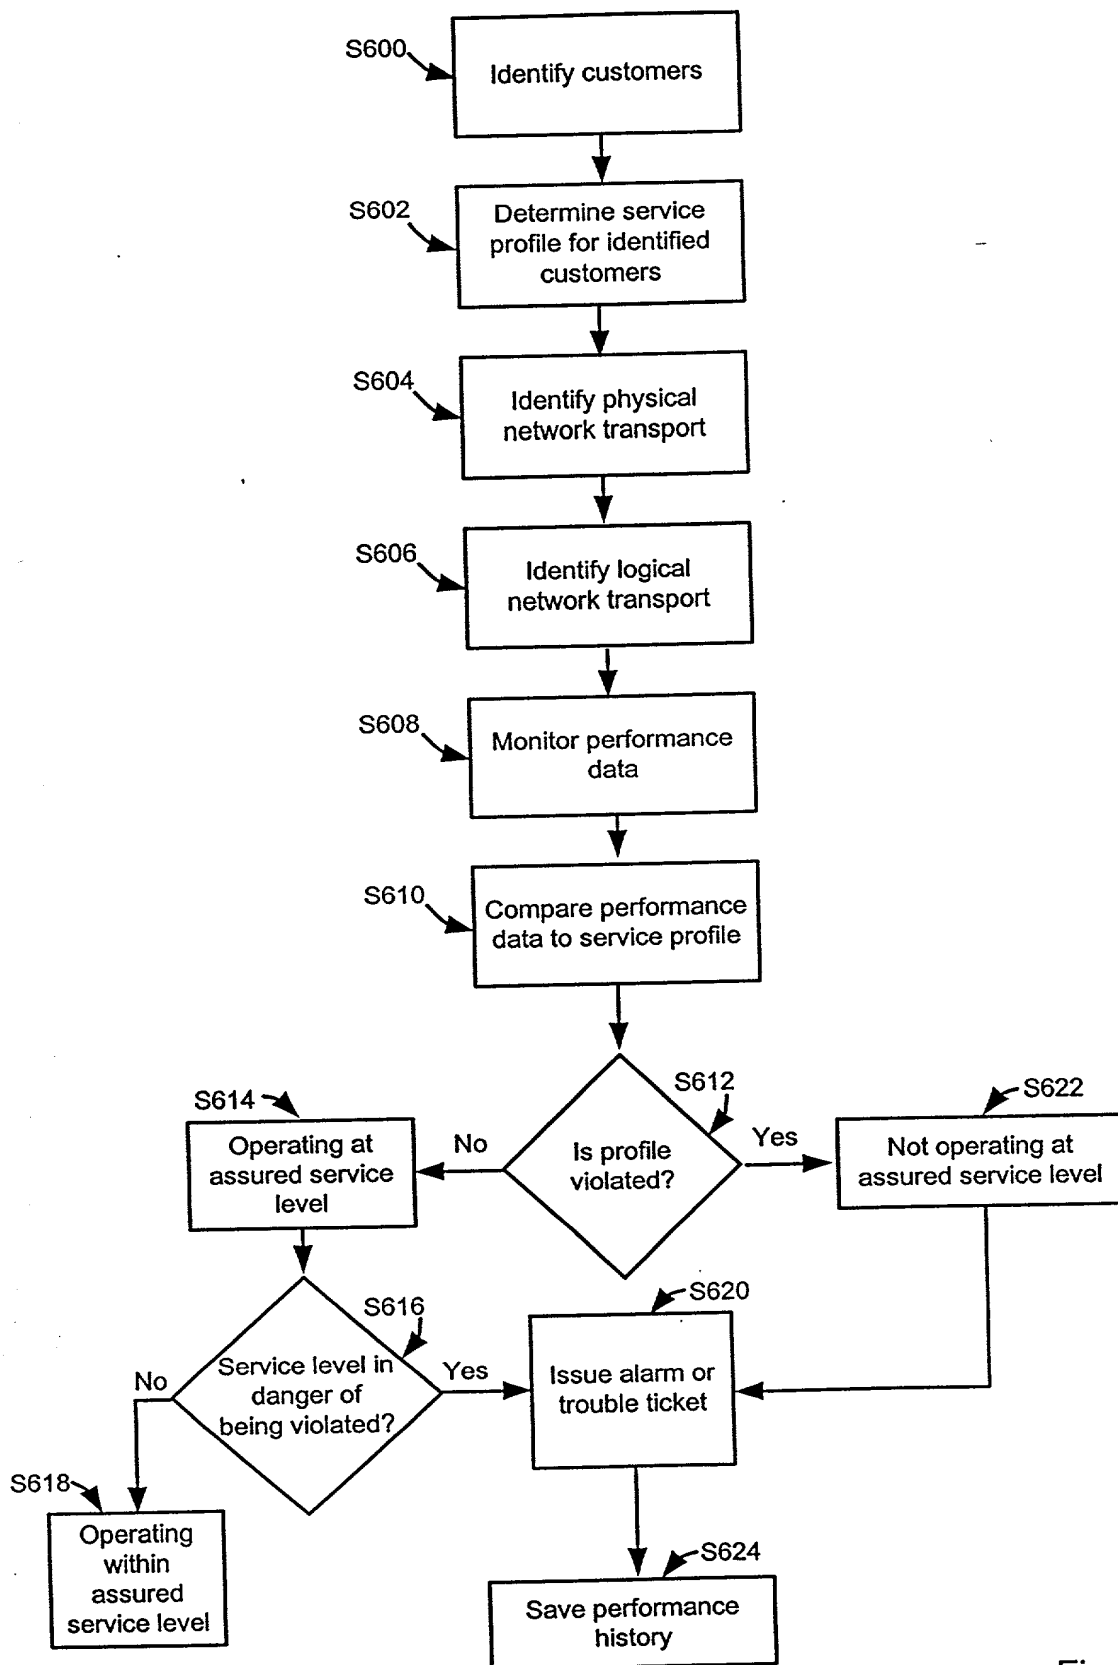 S600
Identify customers
S602
Determine service
profile for identified
customers
S604
Identify physical
network transport
S606
Identify logical
network transport
S608
Monitor performance
data
S610
Compare performance
data to service profile
S612
Is profile
violated?
No
Yes
S614
Operating at
assured service
level
S622
Not operating at
assured service level
S616
Service level in
danger of
being violated?
No
Yes
S620
Issue alarm or
trouble ticket
S618
Operating
within
assured
service level
S624
Save performance
history